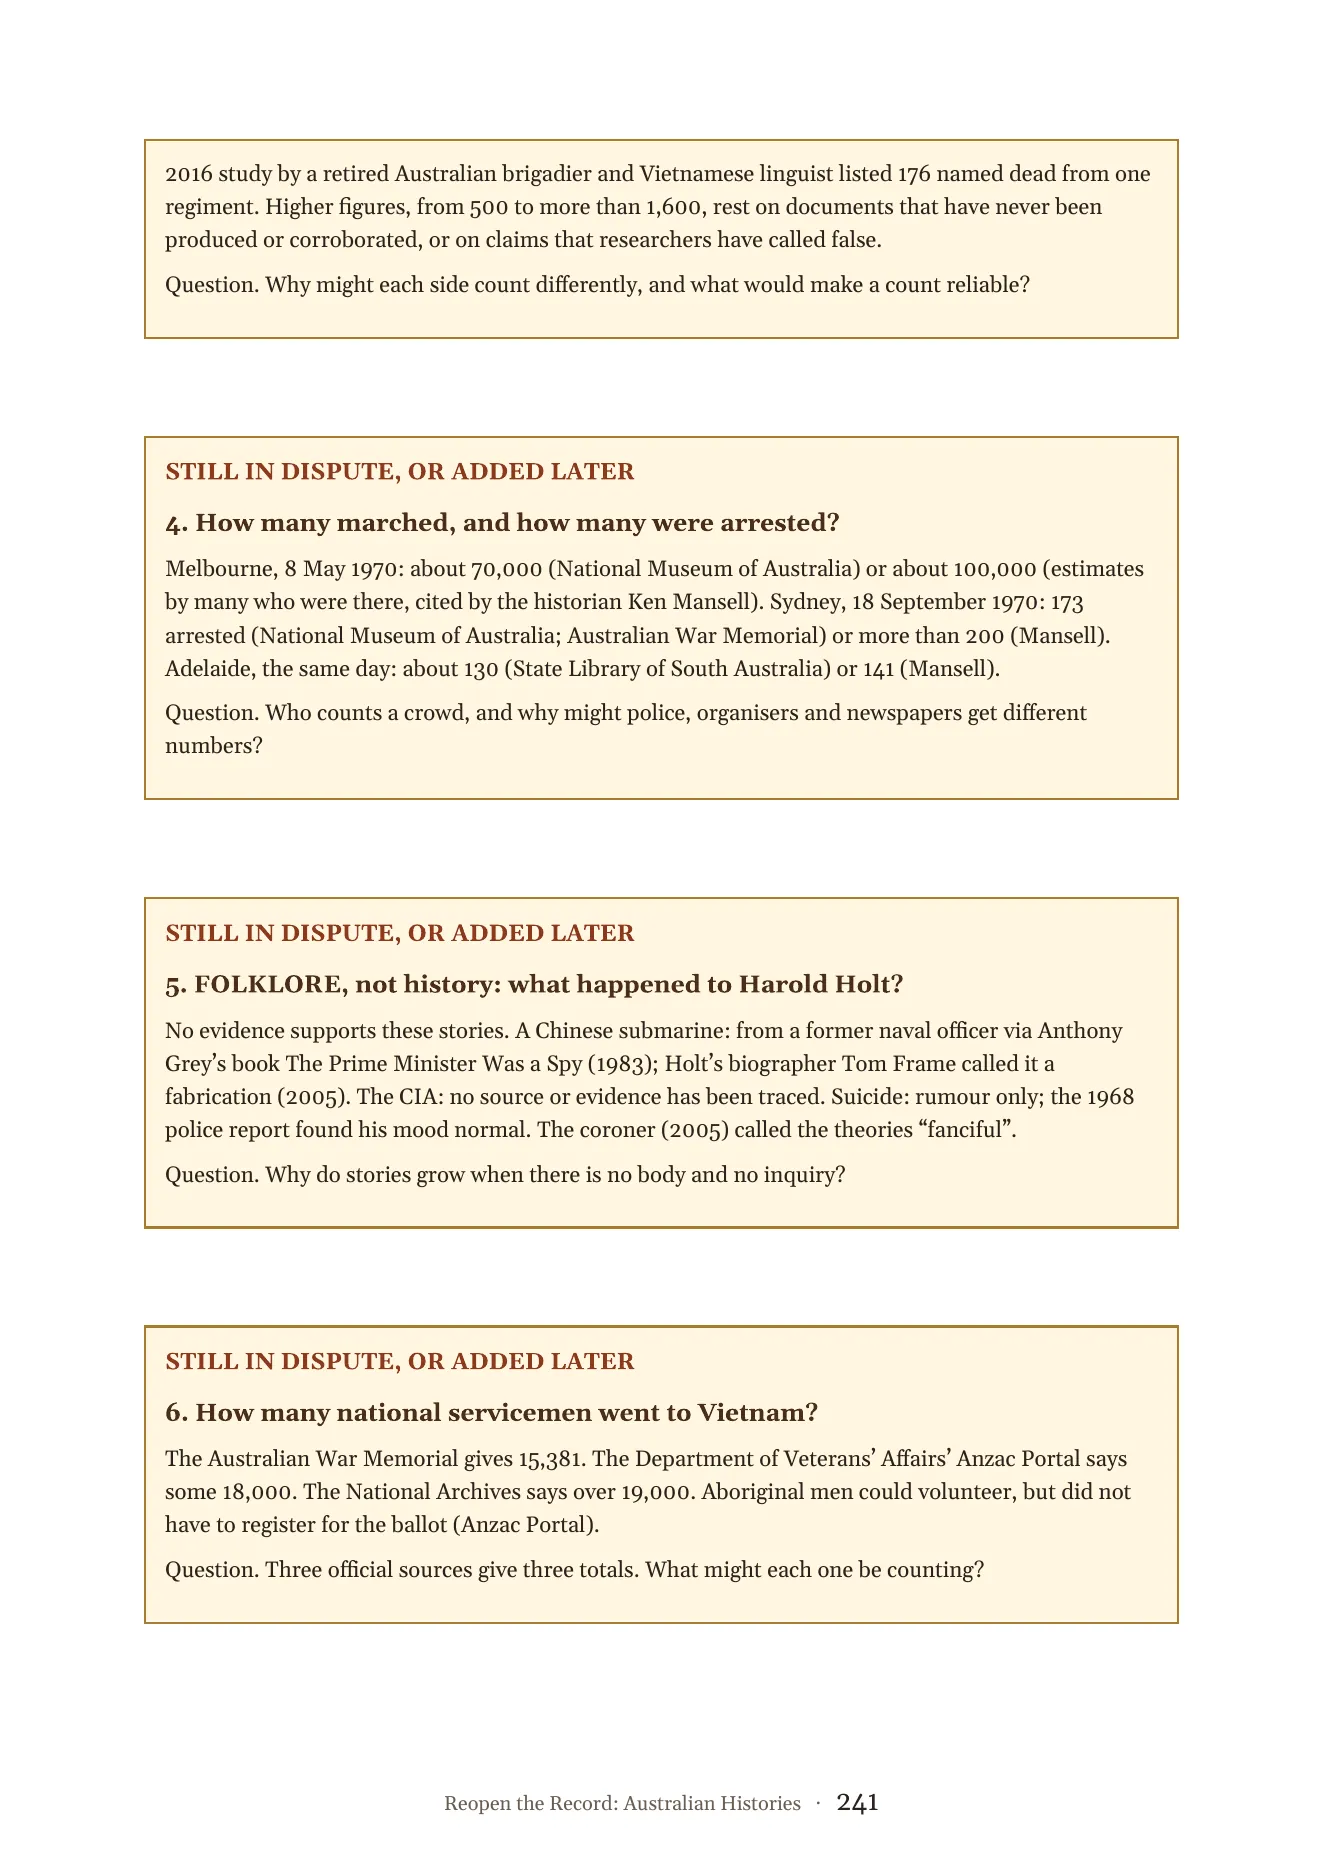 2016 study by a retired Australian brigadier and Vietnamese linguist listed 176 named dead from one
regiment. Higher figures, from 500 to more than 1,600, rest on documents that have never been
produced or corroborated, or on claims that researchers have called false.
Question. Why might each side count differently, and what would make a count reliable?
STILL IN DISPUTE, OR ADDED LATER
4. How many marched, and how many were arrested?
Melbourne, 8 May 1970: about 70,000 (National Museum of Australia) or about 100,000 (estimates
by many who were there, cited by the historian Ken Mansell). Sydney, 18 September 1970: 173
arrested (National Museum of Australia; Australian War Memorial) or more than 200 (Mansell).
Adelaide, the same day: about 130 (State Library of South Australia) or 141 (Mansell).
Question. Who counts a crowd, and why might police, organisers and newspapers get different
numbers?
STILL IN DISPUTE, OR ADDED LATER
5. FOLKLORE, not history: what happened to Harold Holt?
No evidence supports these stories. A Chinese submarine: from a former naval officer via Anthony
Grey’s book The Prime Minister Was a Spy (1983); Holt’s biographer Tom Frame called it a
fabrication (2005). The CIA: no source or evidence has been traced. Suicide: rumour only; the 1968
police report found his mood normal. The coroner (2005) called the theories “fanciful”.
Question. Why do stories grow when there is no body and no inquiry?
STILL IN DISPUTE, OR ADDED LATER
6. How many national servicemen went to Vietnam?
The Australian War Memorial gives 15,381. The Department of Veterans’ Affairs’ Anzac Portal says
some 18,000. The National Archives says over 19,000. Aboriginal men could volunteer, but did not
have to register for the ballot (Anzac Portal).
Question. Three official sources give three totals. What might each one be counting?
Reopen the Record: Australian Histories · 241